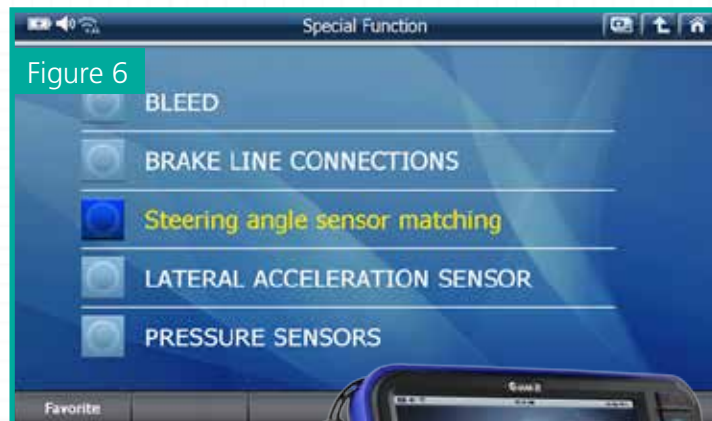 Special Function
Figure 6
BLEED
BRAKE LINE CONNECTIONS
Steering angle sensor matching
LATERAL ACCELERATION SENSOR
PRESSURE SENSORS
Favorite